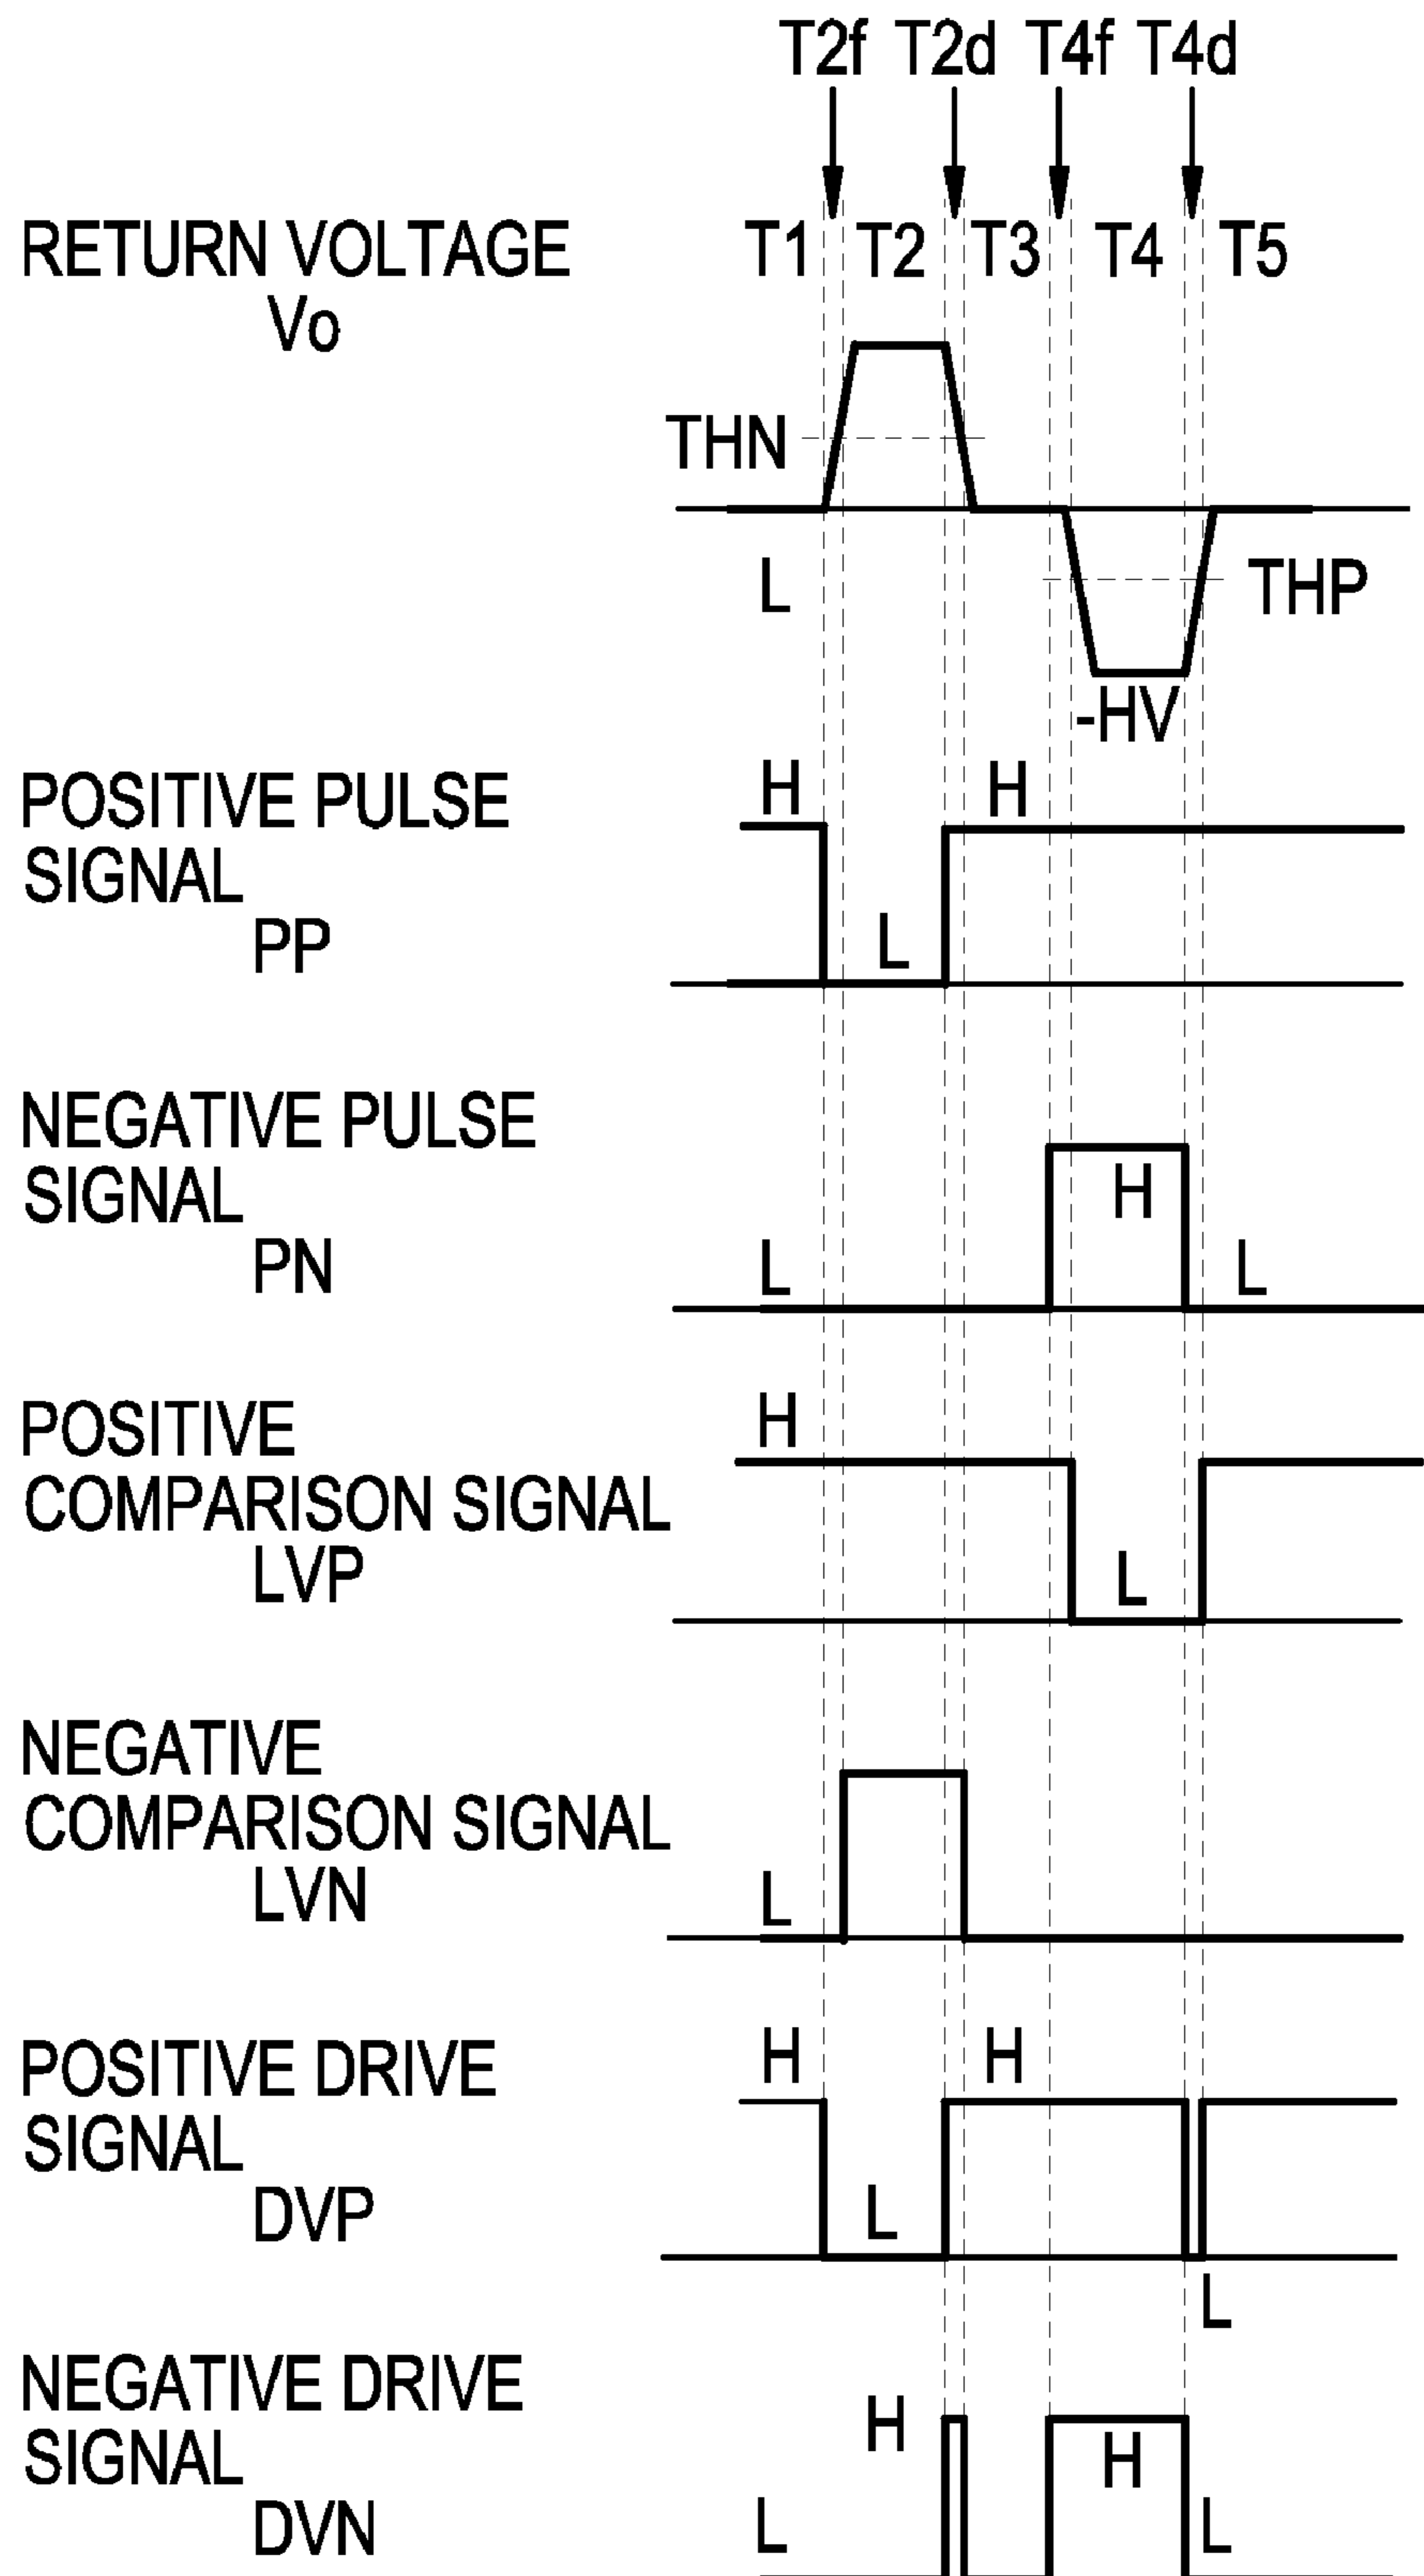 T2f T2d T4f T4d
RETURN VOLTAGE
Vo
T1 T2 T3 T4 T5
THN
L
THP
-HV
POSITIVE PULSE
SIGNAL
PP
H H
L
NEGATIVE PULSE
SIGNAL
PN
H
L L
POSITIVE
COMPARISON SIGNAL
LVP
H
L
NEGATIVE
COMPARISON SIGNAL
LVN
L
POSITIVE DRIVE
SIGNAL
DVP
H H
L
L
NEGATIVE DRIVE
SIGNAL
DVN
H
H
L L